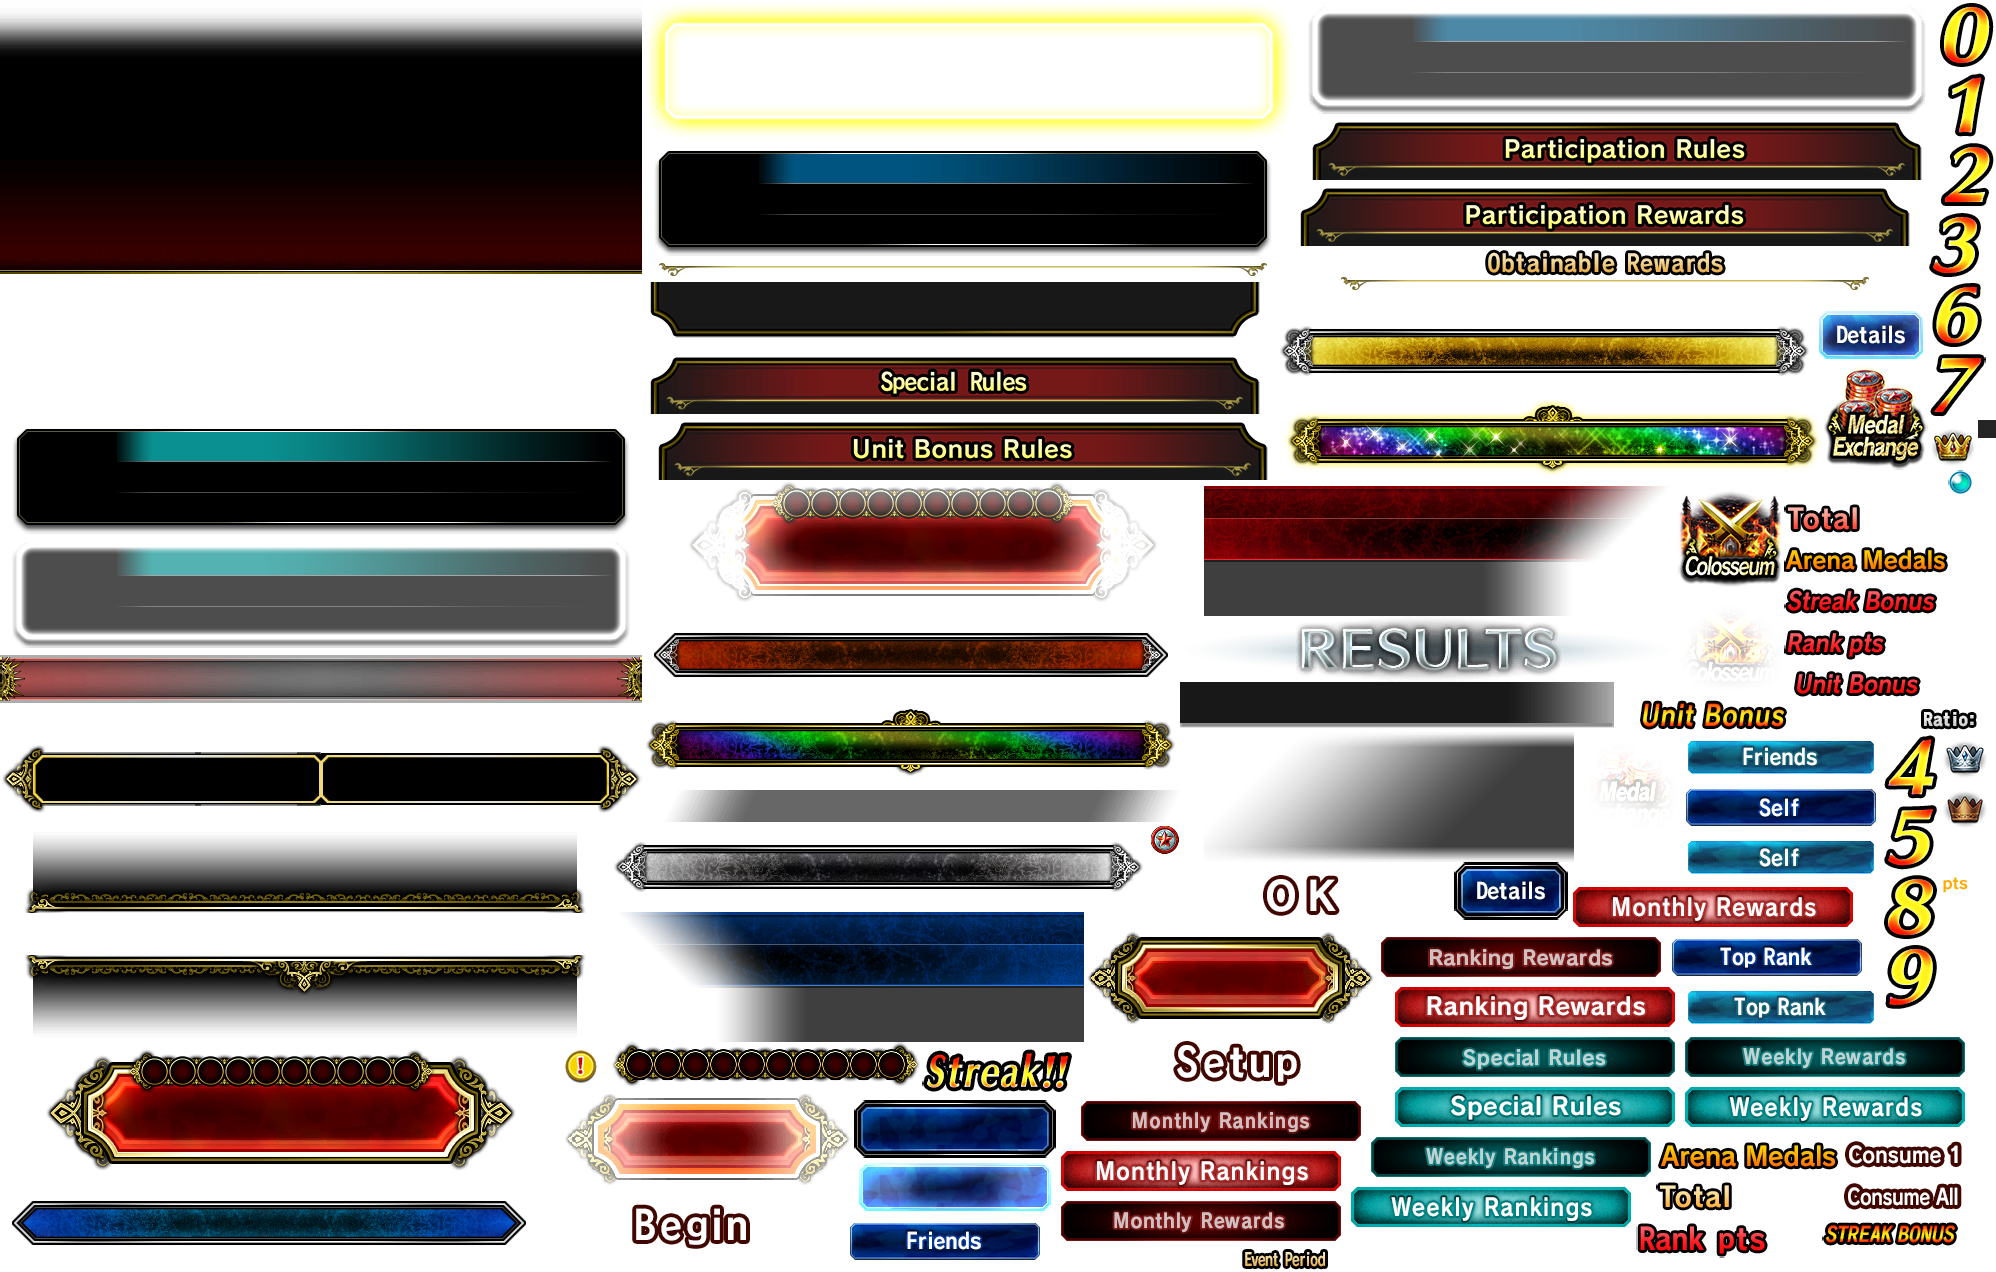 0
1
2
3
6
7
Participation Rules
Participation Rewards
Obtainable Rewards
Details
Special Rules
Unit Bonus Rules
Medal
Exchange
Colosseum
Total
Arena Medals
Streak Bonus
Rank pts
Unit Bonus
RESULTS
Colosseum
Unit Bonus
Ratio:
Friends
4
Medal
Exchange
Self
5
Self
OK
Details
Monthly Rewards
8
pts
Ranking Rewards
Top Rank
9
Ranking Rewards
Top Rank
!
Streak!!
Setup
Special Rules
Weekly Rewards
Monthly Rankings
Special Rules
Weekly Rewards
Monthly Rankings
Weekly Rankings
Arena Medals
Consume 1
Begin
Monthly Rewards
Weekly Rankings
Total
Consume All
Friends
Event Period
Rank pts
STREAK BONUS